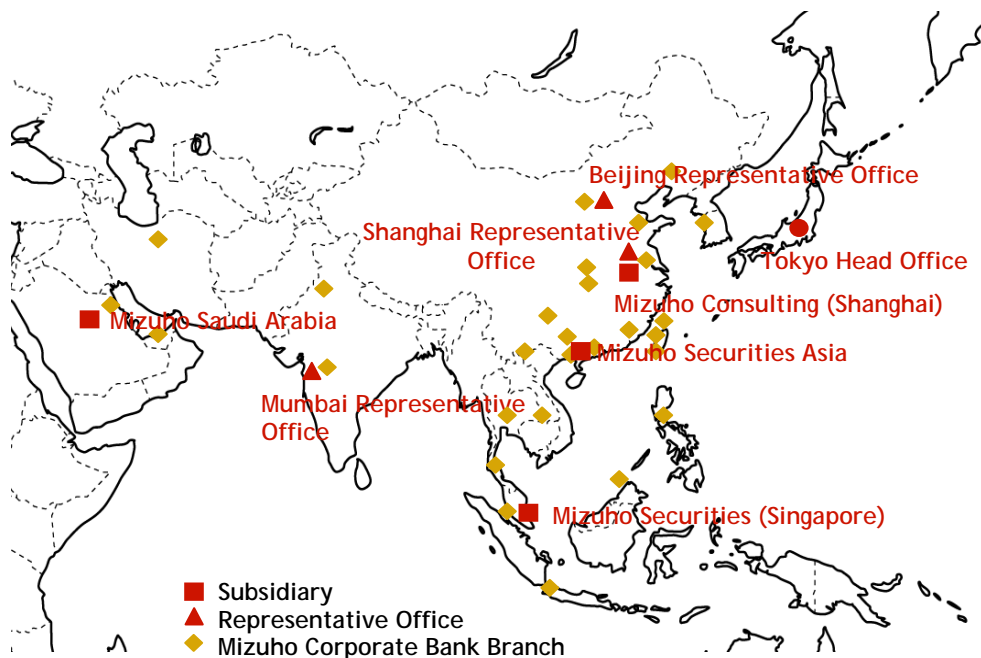 Beijing Representative Office
Shanghai Representative
Office
Tokyo Head Office
Mizuho Consulting (Shanghai)
Mizuho Saudi Arabia
Mizuho Securities Asia
Mumbai Representative
Office
Mizuho Securities (Singapore)
Subsidiary
Representative Office
Mizuho Corporate Bank Branch